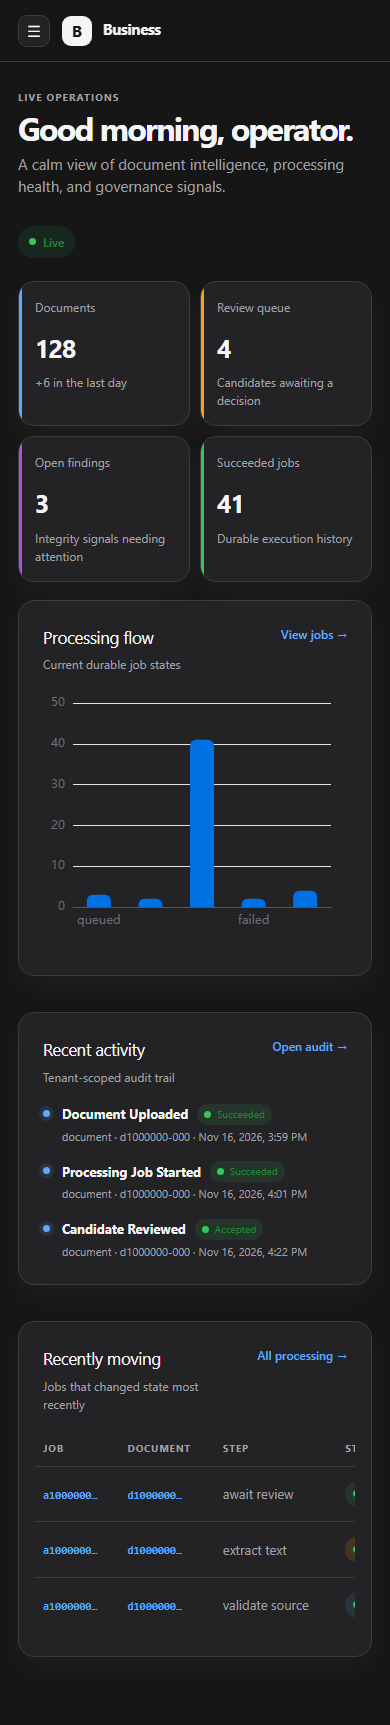 ☰ B Business
LIVE OPERATIONS
Good morning, operator.
A calm view of document intelligence, processing
health, and governance signals.
Live
Documents
128
+6 in the last day
Review queue
4
Candidates awaiting a
decision
Open findings
3
Integrity signals needing
attention
Succeeded jobs
41
Durable execution history
Processing flow
View jobs →
Current durable job states
50
40
30
20
10
0
queued failed
Recent activity
Open audit →
Tenant-scoped audit trail
Document Uploaded Succeeded
document · d1000000-000 · Nov 16, 2026, 3:59 PM
Processing Job Started Succeeded
document · d1000000-000 · Nov 16, 2026, 4:01 PM
Candidate Reviewed Accepted
document · d1000000-000 · Nov 16, 2026, 4:22 PM
Recently moving
All processing →
Jobs that changed state most
recently
JOB DOCUMENT STEP ST
a1000000… d1000000… await review
a1000000… d1000000… extract text
a1000000… d1000000… validate source